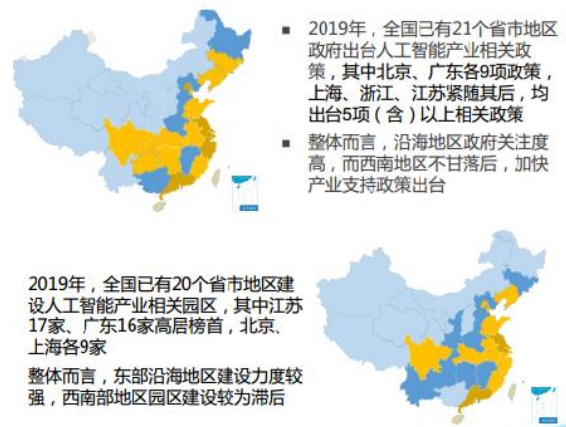 2019年，全国已有21个省市地区
政府出台人工智能产业相关政
策，其中北京、广东各9项政策，
上海、浙江、江苏紧随其后，均
出台5项（含）以上相关政策
整体而言，沿海地区政府关注度
高，而西南地区不甘落后，加快
产业支持政策出台
2019年，全国已有20个省市地区建
设人工智能产业相关园区，其中江苏
17家、广东16家高居榜首，北京、
上海各9家
整体而言，东部沿海地区建设力度较
强，西南部地区园区建设较为滞后